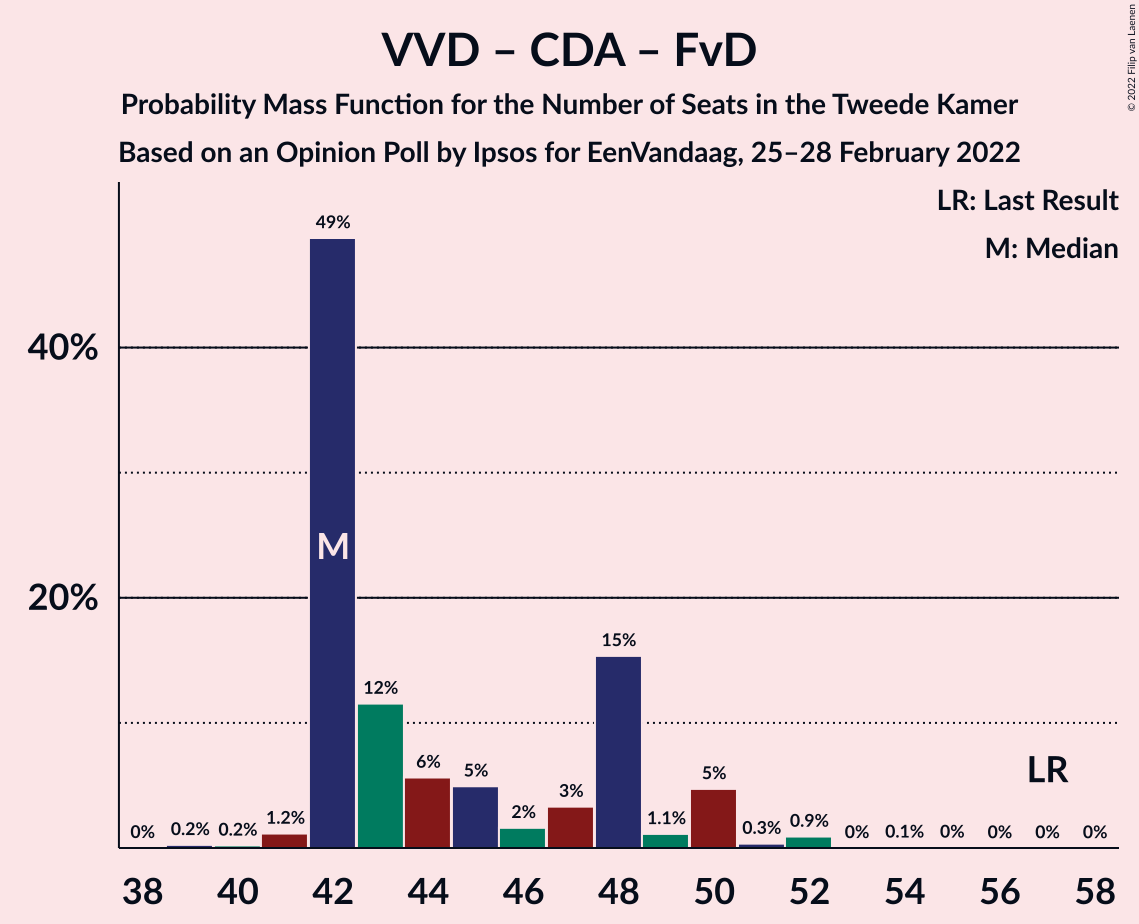 VVD – CDA – FvD
Probability Mass Function for the Number of Seats in the Tweede Kamer
Based on an Opinion Poll by Ipsos for EenVandaag, 25–28 February 2022
© 2022 Filip van Laenen
LR: Last Result
M: Median
49%
40%
M
20%
15%
12%
LR
6%
5%
5%
3%
2%
1.2%
1.1%
0.9%
0.3%
0% 0.2% 0.2% 0% 0.1% 0% 0% 0% 0%
38 40 42 44 46 48 50 52 54 56 58